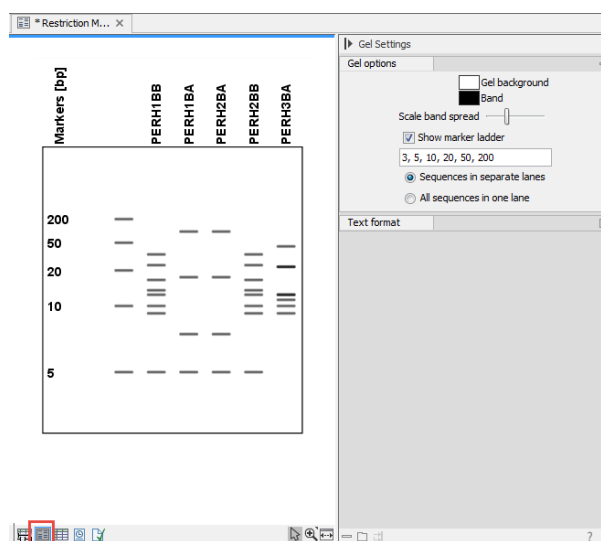 * Restriction M... ×
Gel Settings
Gel options
Gel background
Band
Scale band spread
Show marker ladder
3, 5, 10, 20, 50, 200
Sequences in separate lanes
All sequences in one lane
Text format
Markers [bp]
PERH1BB
PERH1BA
PERH2BA
PERH2BB
PERH3BA
200
50
20
10
5
?